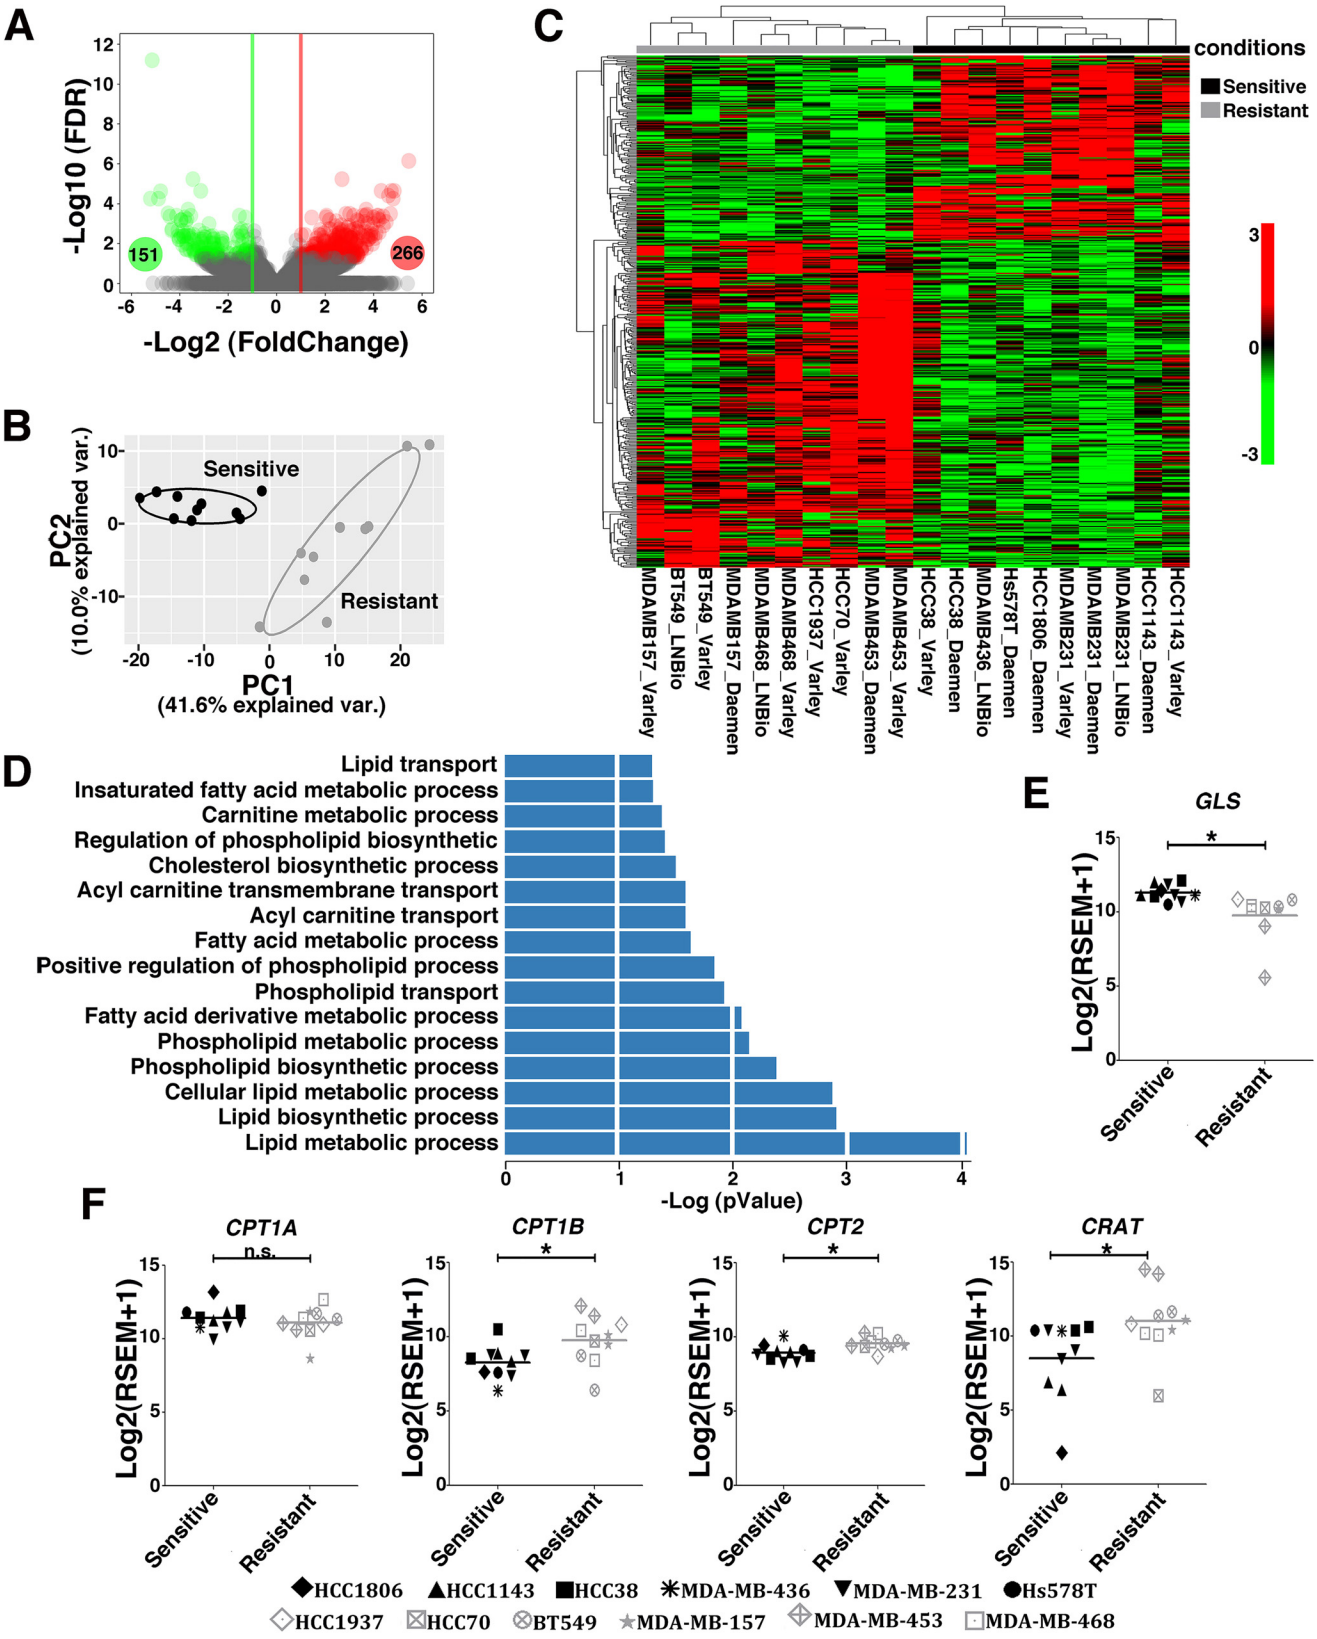 A
-Log10 (FDR)
12
10
8
6
4
2
0
151
266
-6
-4
-2
0
2
4
6
-Log2 (FoldChange)
B
PC2
(10.0% explained var.)
10
0
-10
Sensitive
Resistant
-20
-10
0
10
20
PC1
(41.6% explained var.)
C
conditions
Sensitive
Resistant
3
0
-3
MDAMB157_Varley
BT549_LNBio
BT549_Varley
MDAMB157_Daemen
MDAMB468_LNBio
MDAMB468_Varley
HCC1937_Varley
HCC70_Varley
MDAMB453_Daemen
MDAMB453_Varley
HCC38_Varley
HCC38_Daemen
MDAMB436_LNBio
Hs578T_Daemen
HCC1806_Daemen
MDAMB231_Varley
MDAMB231_Daemen
MDAMB231_LNBio
HCC1143_Daemen
HCC1143_Varley
D
Lipid transport
Insaturated fatty acid metabolic process
Carnitine metabolic process
Regulation of phospholipid biosynthetic
Cholesterol biosynthetic process
Acyl carnitine transmembrane transport
Acyl carnitine transport
Fatty acid metabolic process
Positive regulation of phospholipid process
Phospholipid transport
Fatty acid derivative metabolic process
Phospholipid metabolic process
Phospholipid biosynthetic process
Cellular lipid metabolic process
Lipid biosynthetic process
Lipid metabolic process
0
1
2
3
4
-Log (pValue)
E
GLS
*
Log2(RSEM+1)
15
10
5
0
Sensitive
Resistant
F
CPT1A
n.s.
Log2(RSEM+1)
15
10
5
0
Sensitive
Resistant
CPT1B
*
Log2(RSEM+1)
15
10
5
0
Sensitive
Resistant
CPT2
*
Log2(RSEM+1)
15
10
5
0
Sensitive
Resistant
CRAT
*
Log2(RSEM+1)
15
10
5
0
Sensitive
Resistant
HCC1806 HCC1143 HCC38 MDA-MB-436 MDA-MB-231 Hs578T
HCC1937 HCC70 BT549 MDA-MB-157 MDA-MB-453 MDA-MB-468